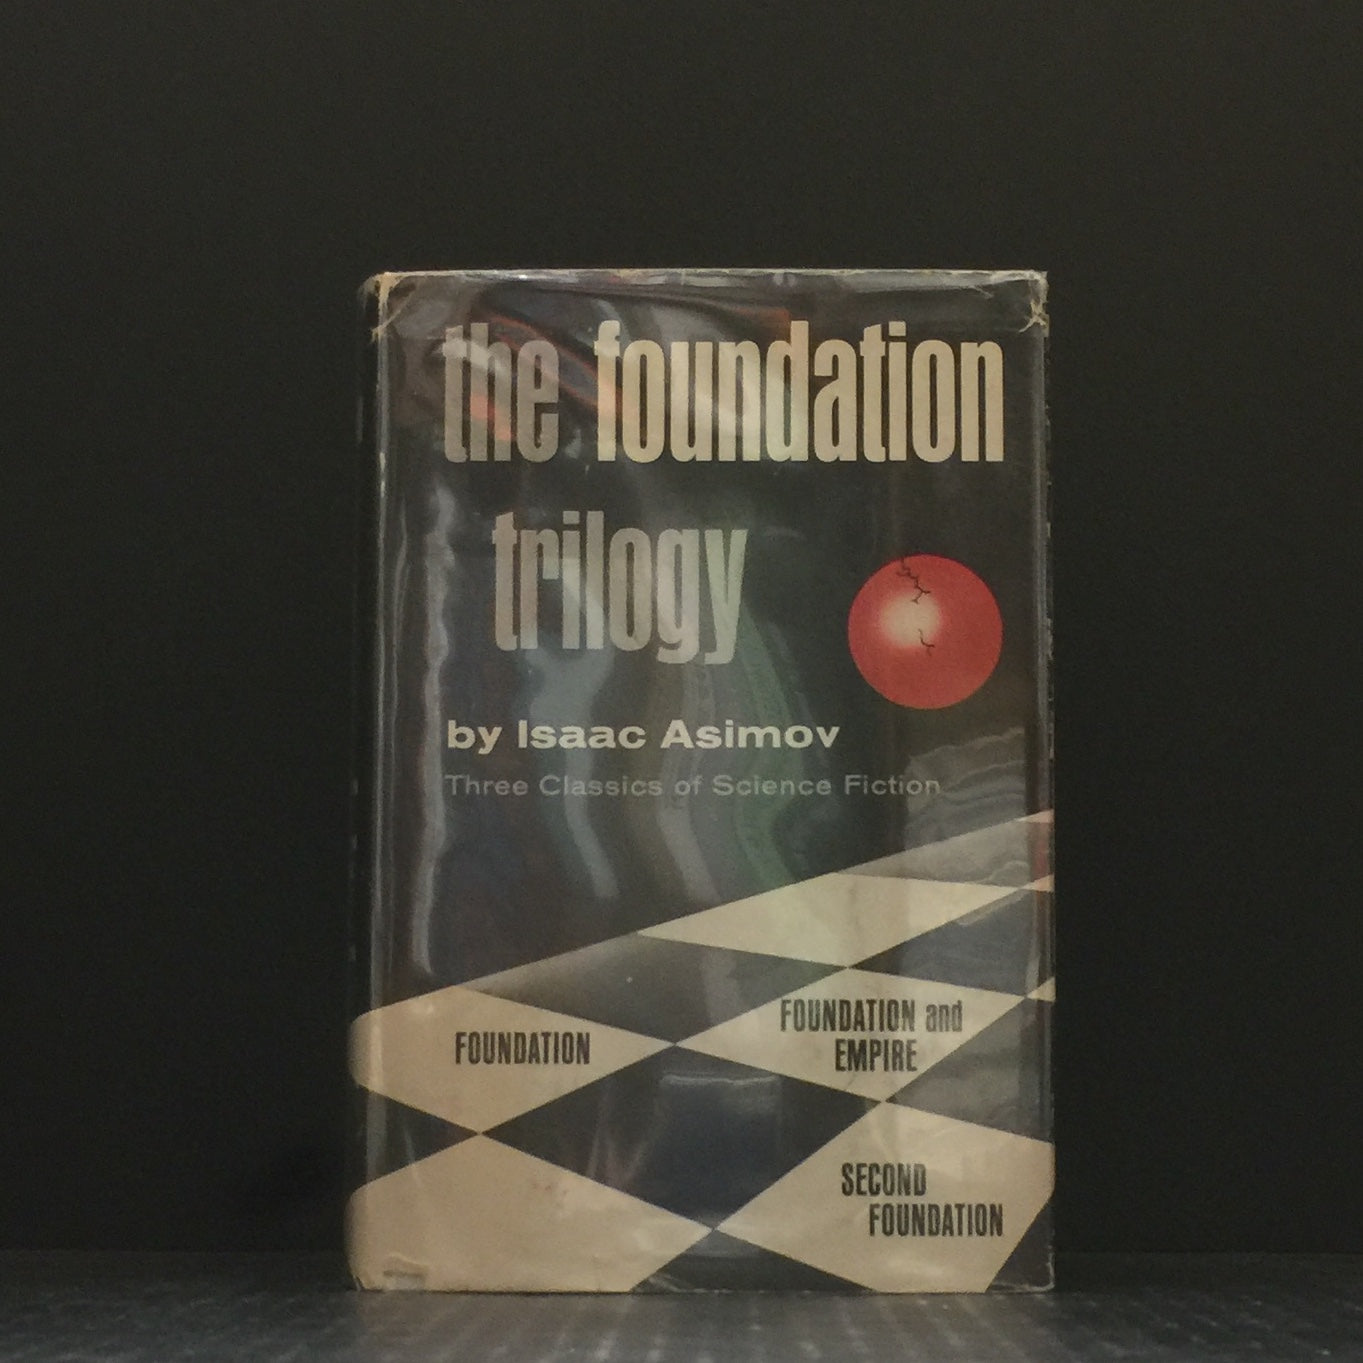 the foundation
trilogy
by Isaac Asimov
Three Classics of Science Fiction
FOUNDATION
FOUNDATION and
EMPIRE
SECOND
FOUNDATION